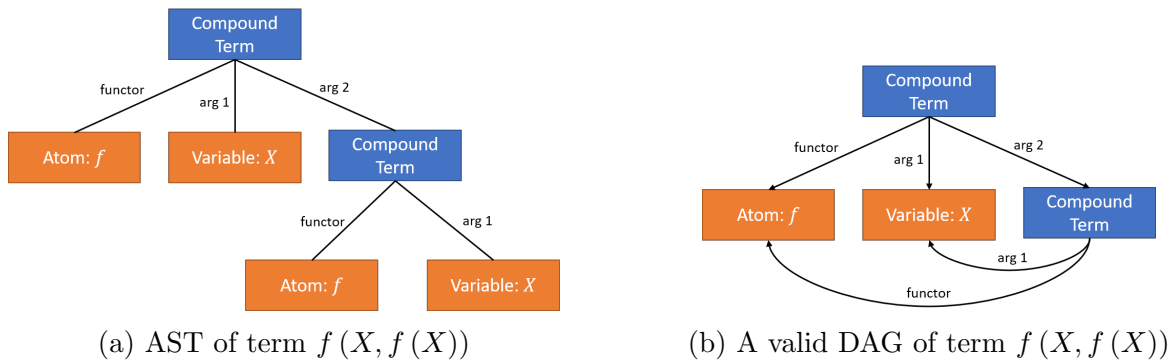 Compound
Term
functor
arg 1
arg 2
Atom: f
Variable: X
Compound
Term
functor
arg 1
Atom: f
Variable: X
(a) AST of term f (X, f (X))
Compound
Term
functor
arg 1
arg 2
Atom: f
Variable: X
Compound
Term
arg 1
functor
(b) A valid DAG of term f (X, f (X))